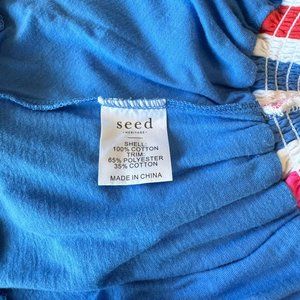 seed
HERITAGE
SHELL:
100% COTTON
TRIM:
65% POLYESTER
35% COTTON
MADE IN CHINA